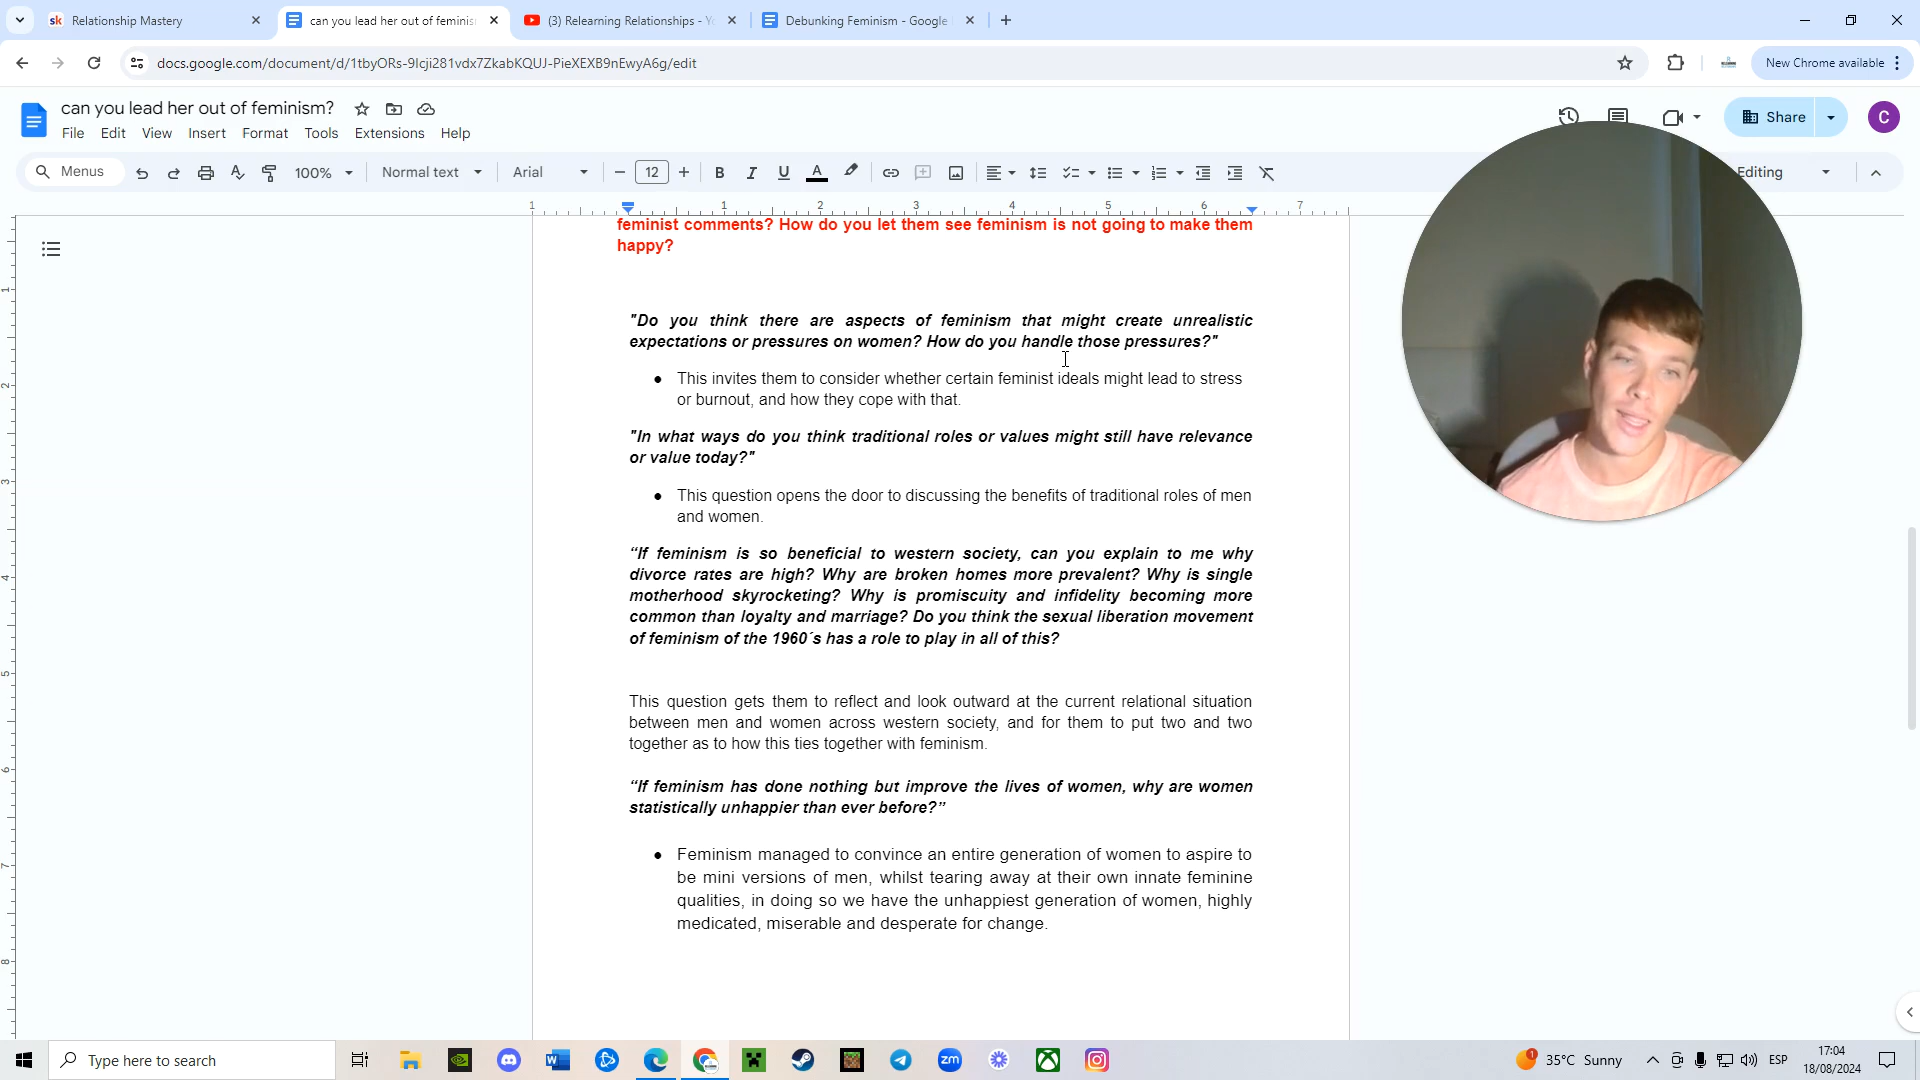 Relationship Mastery
can you lead her out of feminis
(3) Relearning Relationships - Yo
Debunking Feminism - Google
docs.google.com/document/d/1tbyORs-9lcji281vdx7ZkabKQUJ-PieXEXB9nEwyA6g/edit
New Chrome available
can you lead her out of feminism?
File Edit View Insert Format Tools Extensions Help
Share
C
Menus
100%
Normal text
Arial
12
Editing
1 1 2 3 4 5 6 7
feminist comments? How do you let them see feminism is not going to make them
happy?
"Do you think there are aspects of feminism that might create unrealistic
expectations or pressures on women? How do you handle those pressures?"
● This invites them to consider whether certain feminist ideals might lead to stress
or burnout, and how they cope with that.
"In what ways do you think traditional roles or values might still have relevance
or value today?"
● This question opens the door to discussing the benefits of traditional roles of men
and women.
“If feminism is so beneficial to western society, can you explain to me why
divorce rates are high? Why are broken homes more prevalent? Why is single
motherhood skyrocketing? Why is promiscuity and infidelity becoming more
common than loyalty and marriage? Do you think the sexual liberation movement
of feminism of the 1960´s has a role to play in all of this?
This question gets them to reflect and look outward at the current relational situation
between men and women across western society, and for them to put two and two
together as to how this ties together with feminism.
“If feminism has done nothing but improve the lives of women, why are women
statistically unhappier than ever before?”
● Feminism managed to convince an entire generation of women to aspire to
be mini versions of men, whilst tearing away at their own innate feminine
qualities, in doing so we have the unhappiest generation of women, highly
medicated, miserable and desperate for change.
Type here to search
35°C Sunny
ESP
17:04
18/08/2024